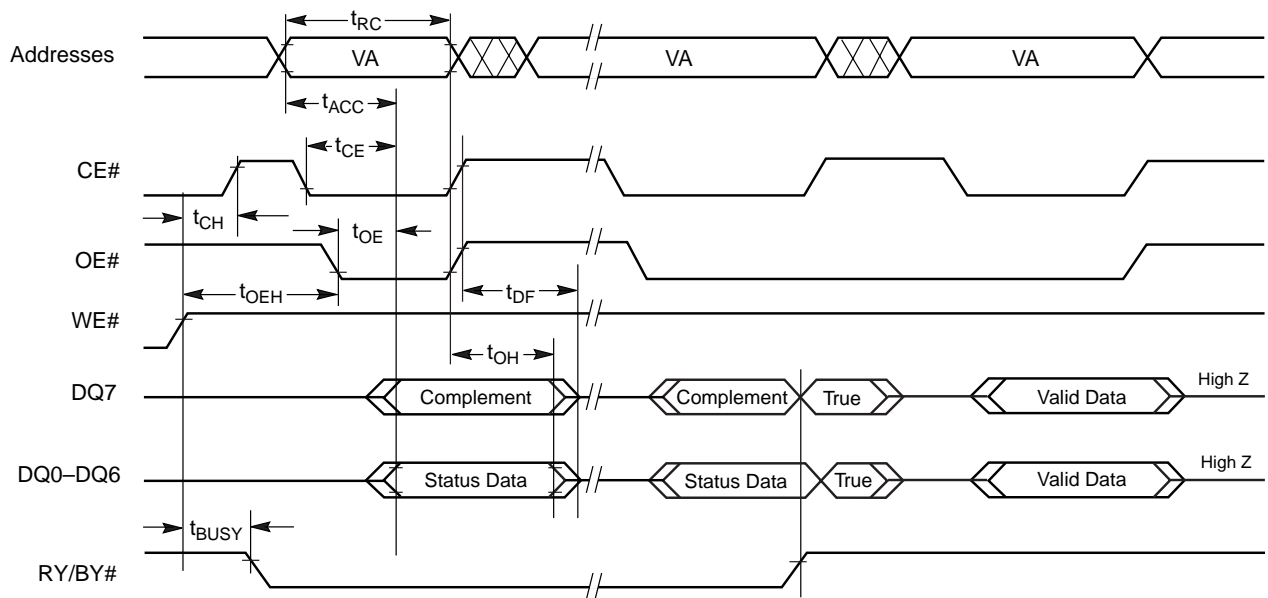 tRC
Addresses VA VA VA
tACC
tCE
CE#
tCH tOE
OE#
tOEH tDF
WE#
tOH
DQ7 Complement Complement True Valid Data High Z
DQ0–DQ6 Status Data Status Data True Valid Data High Z
tBUSY
RY/BY#